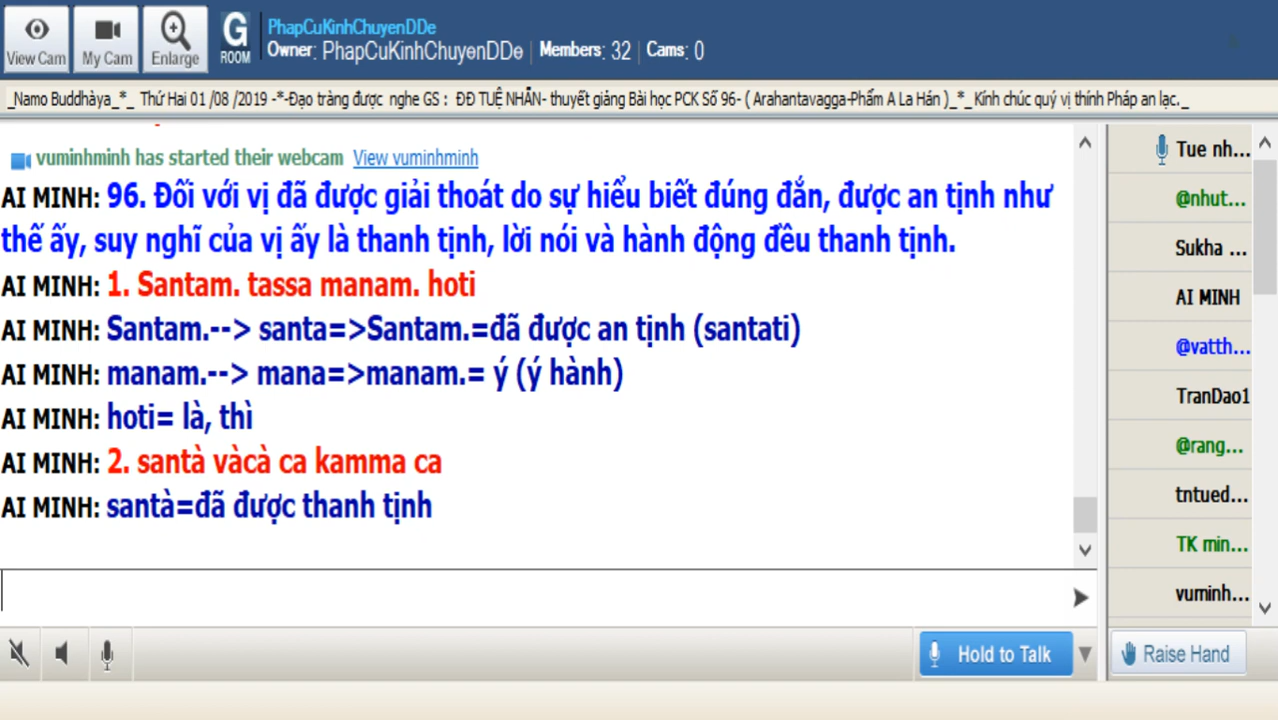 View Cam
My Cam
Enlarge
G
ROOM
PhapCuKinhChuyenDDe
Owner: PhapCuKinhChuyenDDe | Members: 32 | Cams: 0
_Namo Buddhàya_*_ Thứ Hai 01 /08 /2019 -*-Đạo tràng được nghe GS : ĐĐ TUỆ NHẪN- thuyết giảng Bài học PCK Số 96- ( Arahantavagga-Phẩm A La Hán )_*_ Kính chúc quý vị thính Pháp an lạc._
vuminhminh has started their webcam View vuminhminh
AI MINH: 96. Đối với vị đã được giải thoát do sự hiểu biết đúng đắn, được an tịnh như
thế ấy, suy nghĩ của vị ấy là thanh tịnh, lời nói và hành động đều thanh tịnh.
AI MINH: 1. Santam. tassa manam. hoti
AI MINH: Santam.--> santa=>Santam.=đã được an tịnh (santati)
AI MINH: manam.--> mana=>manam.= ý (ý hành)
AI MINH: hoti= là, thì
AI MINH: 2. santà vàcà ca kamma ca
AI MINH: santà=đã được thanh tịnh
Tue nh...
@nhut...
Sukha ...
AI MINH
@vatth...
TranDao1
@rang...
tntued...
TK min...
vuminh...
Hold to Talk
Raise Hand